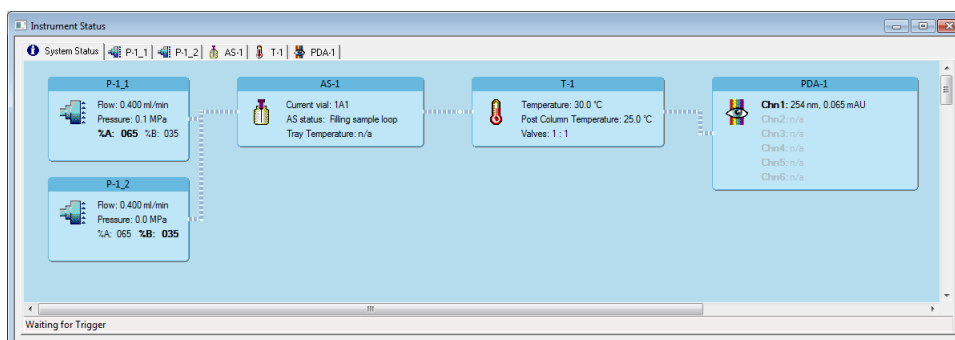 Instrument Status
System Status P-1_1 P-1_2 AS-1 T-1 PDA-1
P-1_1
Flow: 0.400 ml/min
Pressure: 0.1 MPa
%A: 065 %B: 035
P-1_2
Flow: 0.400 ml/min
Pressure: 0.0 MPa
%A: 065 %B: 035
AS-1
Current vial: 1A1
AS status: Filling sample loop
Tray Temperature: n/a
T-1
Temperature: 30.0 °C
Post Column Temperature: 25.0 °C
Valves: 1 : 1
PDA-1
Chn1: 254 nm, 0.065 mAU
Chn2: n/a
Chn3: n/a
Chn4: n/a
Chn5: n/a
Chn6: n/a
Waiting for Trigger